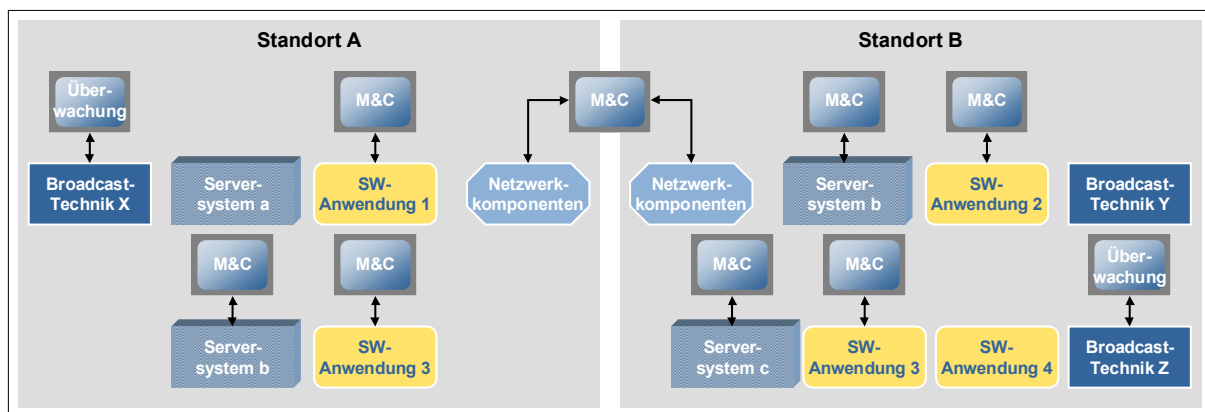 Standort A
Standort B
Über-
wachung
M&C
M&C
M&C
M&C
Broadcast-
Technik X
Server-
system a
SW-
Anwendung 1
Netzwerk-
komponenten
Netzwerk-
komponenten
Server-
system b
SW-
Anwendung 2
Broadcast-
Technik Y
M&C
M&C
M&C
M&C
Über-
wachung
Server-
system b
SW-
Anwendung 3
Server-
system c
SW-
Anwendung 3
SW-
Anwendung 4
Broadcast-
Technik Z